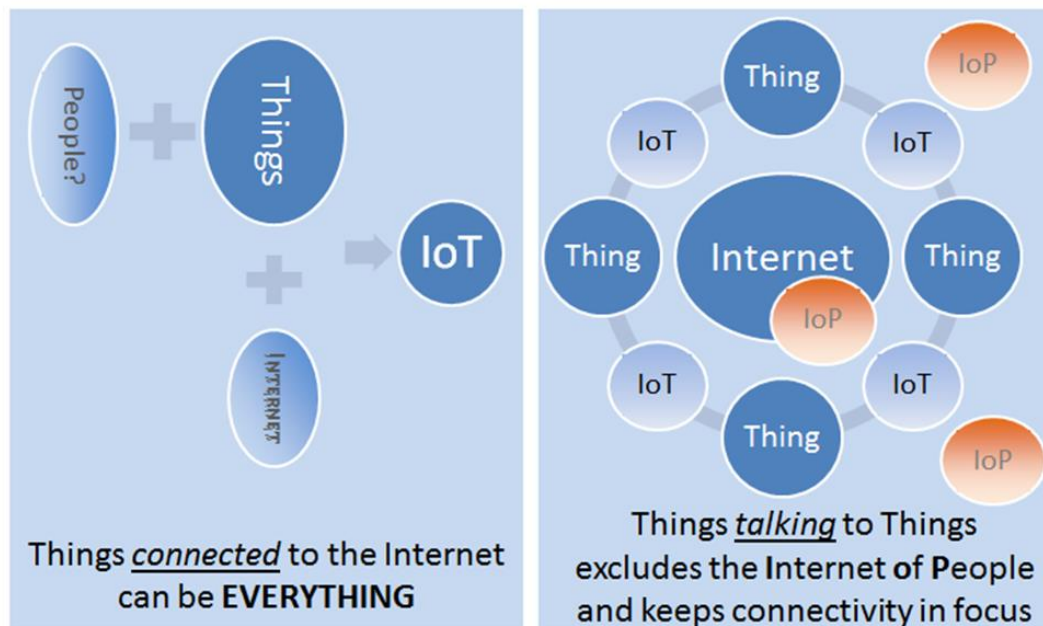 People?
Things
IoT
INTERNET
Things connected to the Internet
can be EVERYTHING
Thing
IoP
IoT
IoT
Thing
Internet
Thing
IoP
IoT
IoT
Thing
IoP
Things talking to Things
excludes the Internet of People
and keeps connectivity in focus